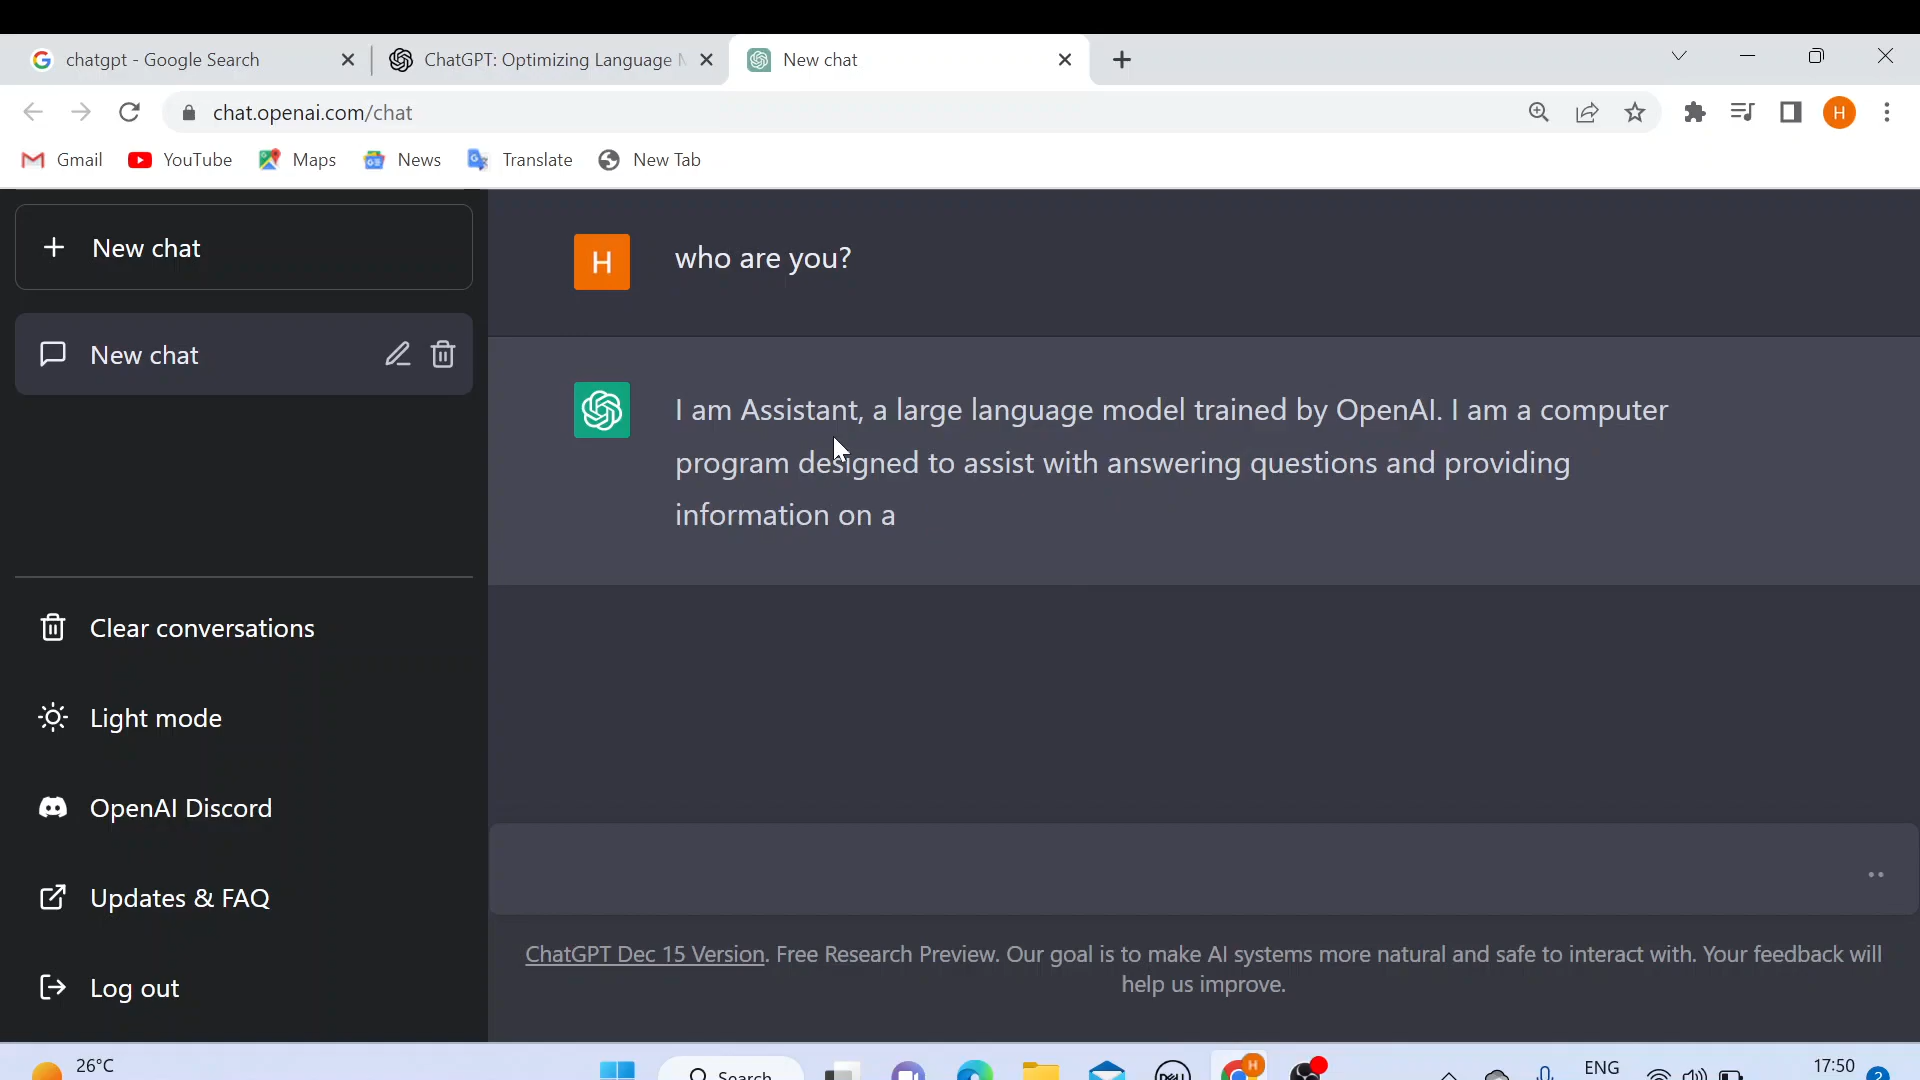 chatgpt - Google Search
ChatGPT: Optimizing Language
New chat
chat.openai.com/chat
H
Gmail
YouTube
Maps
News
Translate
New Tab
New chat
New chat
Clear conversations
Light mode
OpenAI Discord
Updates & FAQ
Log out
H
who are you?
I am Assistant, a large language model trained by OpenAI. I am a computer
program designed to assist with answering questions and providing
information on a
ChatGPT Dec 15 Version. Free Research Preview. Our goal is to make AI systems more natural and safe to interact with. Your feedback will
help us improve.
26°C
Search
DELL
H
ENG
17:50
2